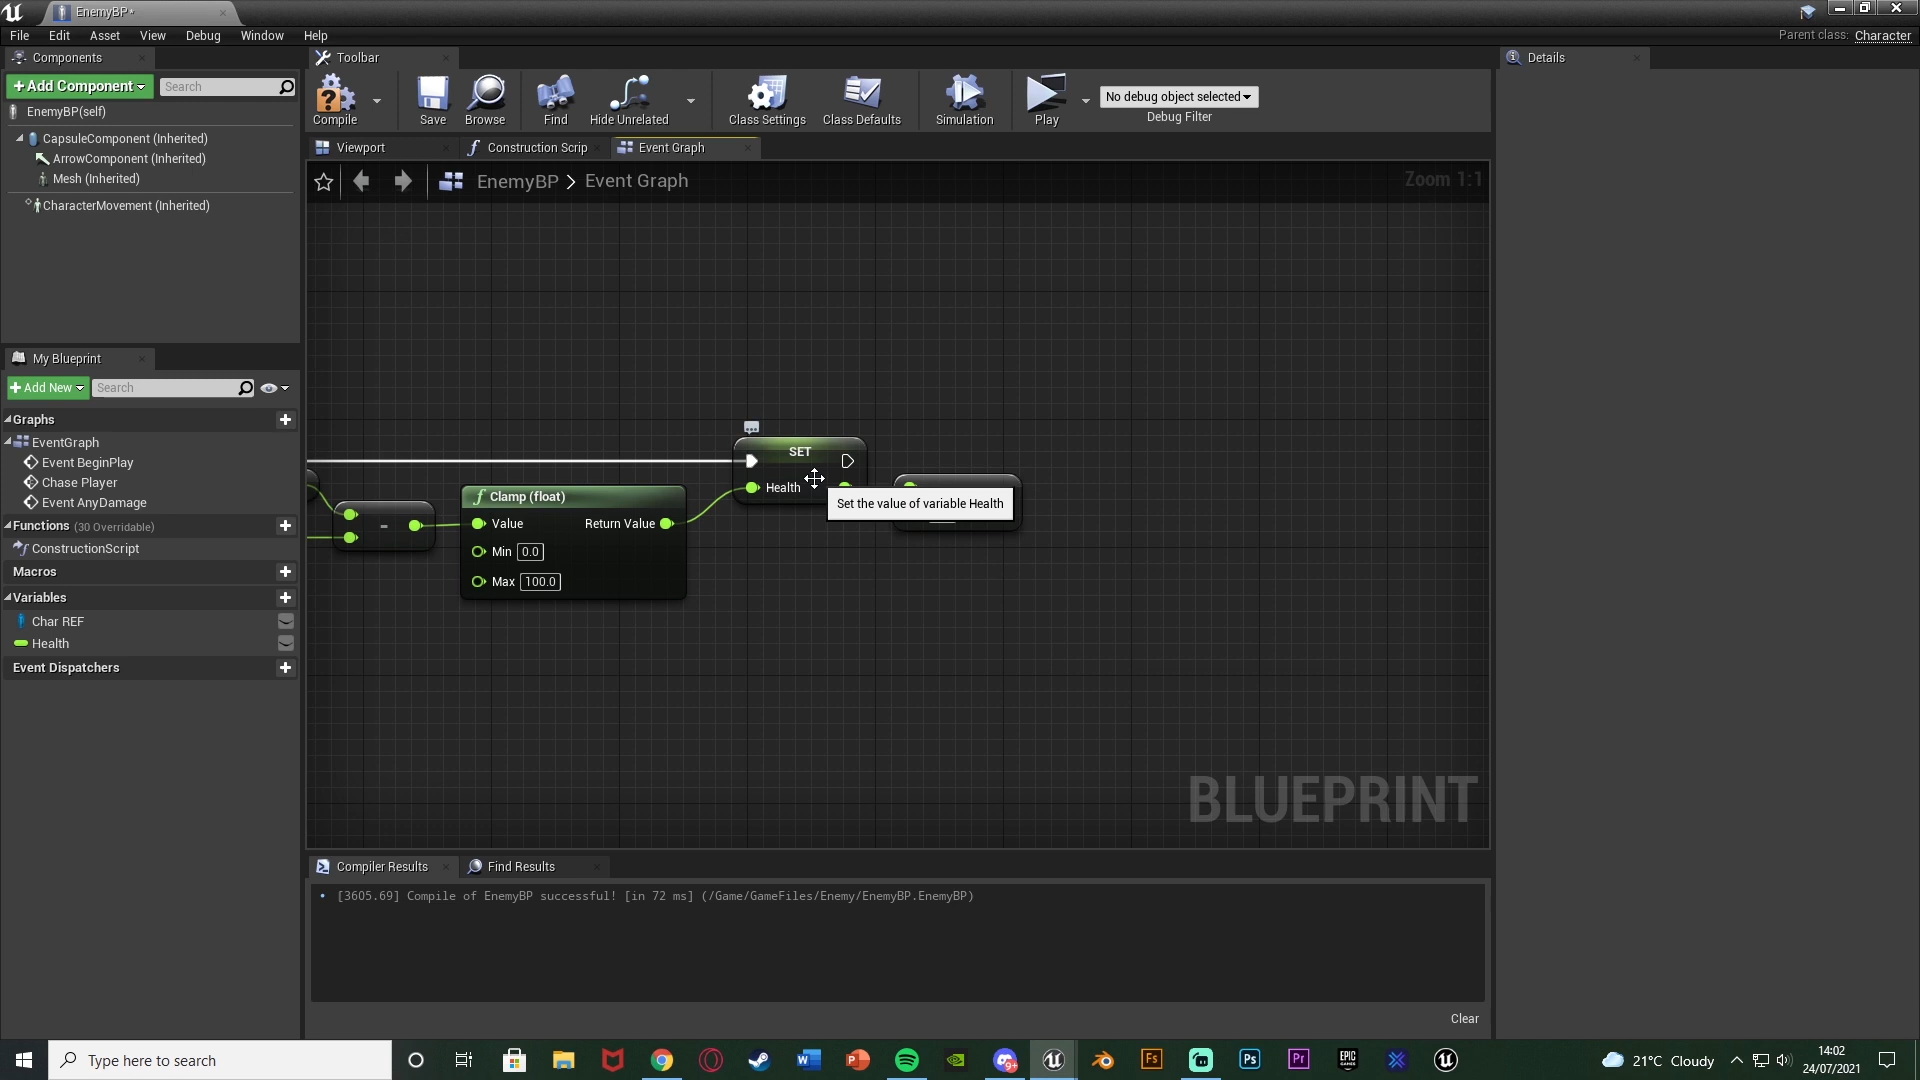 EnemyBP*
File Edit Asset View Debug Window Help
Parent class: Character
Components
Toolbar
Details
+ Add Component
Search
EnemyBP(self)
CapsuleComponent (Inherited)
ArrowComponent (Inherited)
Mesh (Inherited)
CharacterMovement (Inherited)
Compile
Save
Browse
Find
Hide Unrelated
Class Settings
Class Defaults
Simulation
Play
No debug object selected
Debug Filter
Viewport
Construction Scrip
Event Graph
EnemyBP > Event Graph
Zoom 1:1
My Blueprint
+ Add New
Search
Graphs
EventGraph
Event BeginPlay
Chase Player
Event AnyDamage
Functions (30 Overridable)
ConstructionScript
Macros
Variables
Char REF
Health
Event Dispatchers
SET
Health
Set the value of variable Health
-
Clamp (float)
Value Return Value
Min 0.0
Max 100.0
BLUEPRINT
Compiler Results
Find Results
• [3605.69] Compile of EnemyBP successful! [in 72 ms] (/Game/GameFiles/Enemy/EnemyBP.EnemyBP)
Clear
Type here to search
21°C Cloudy
14:02
24/07/2021